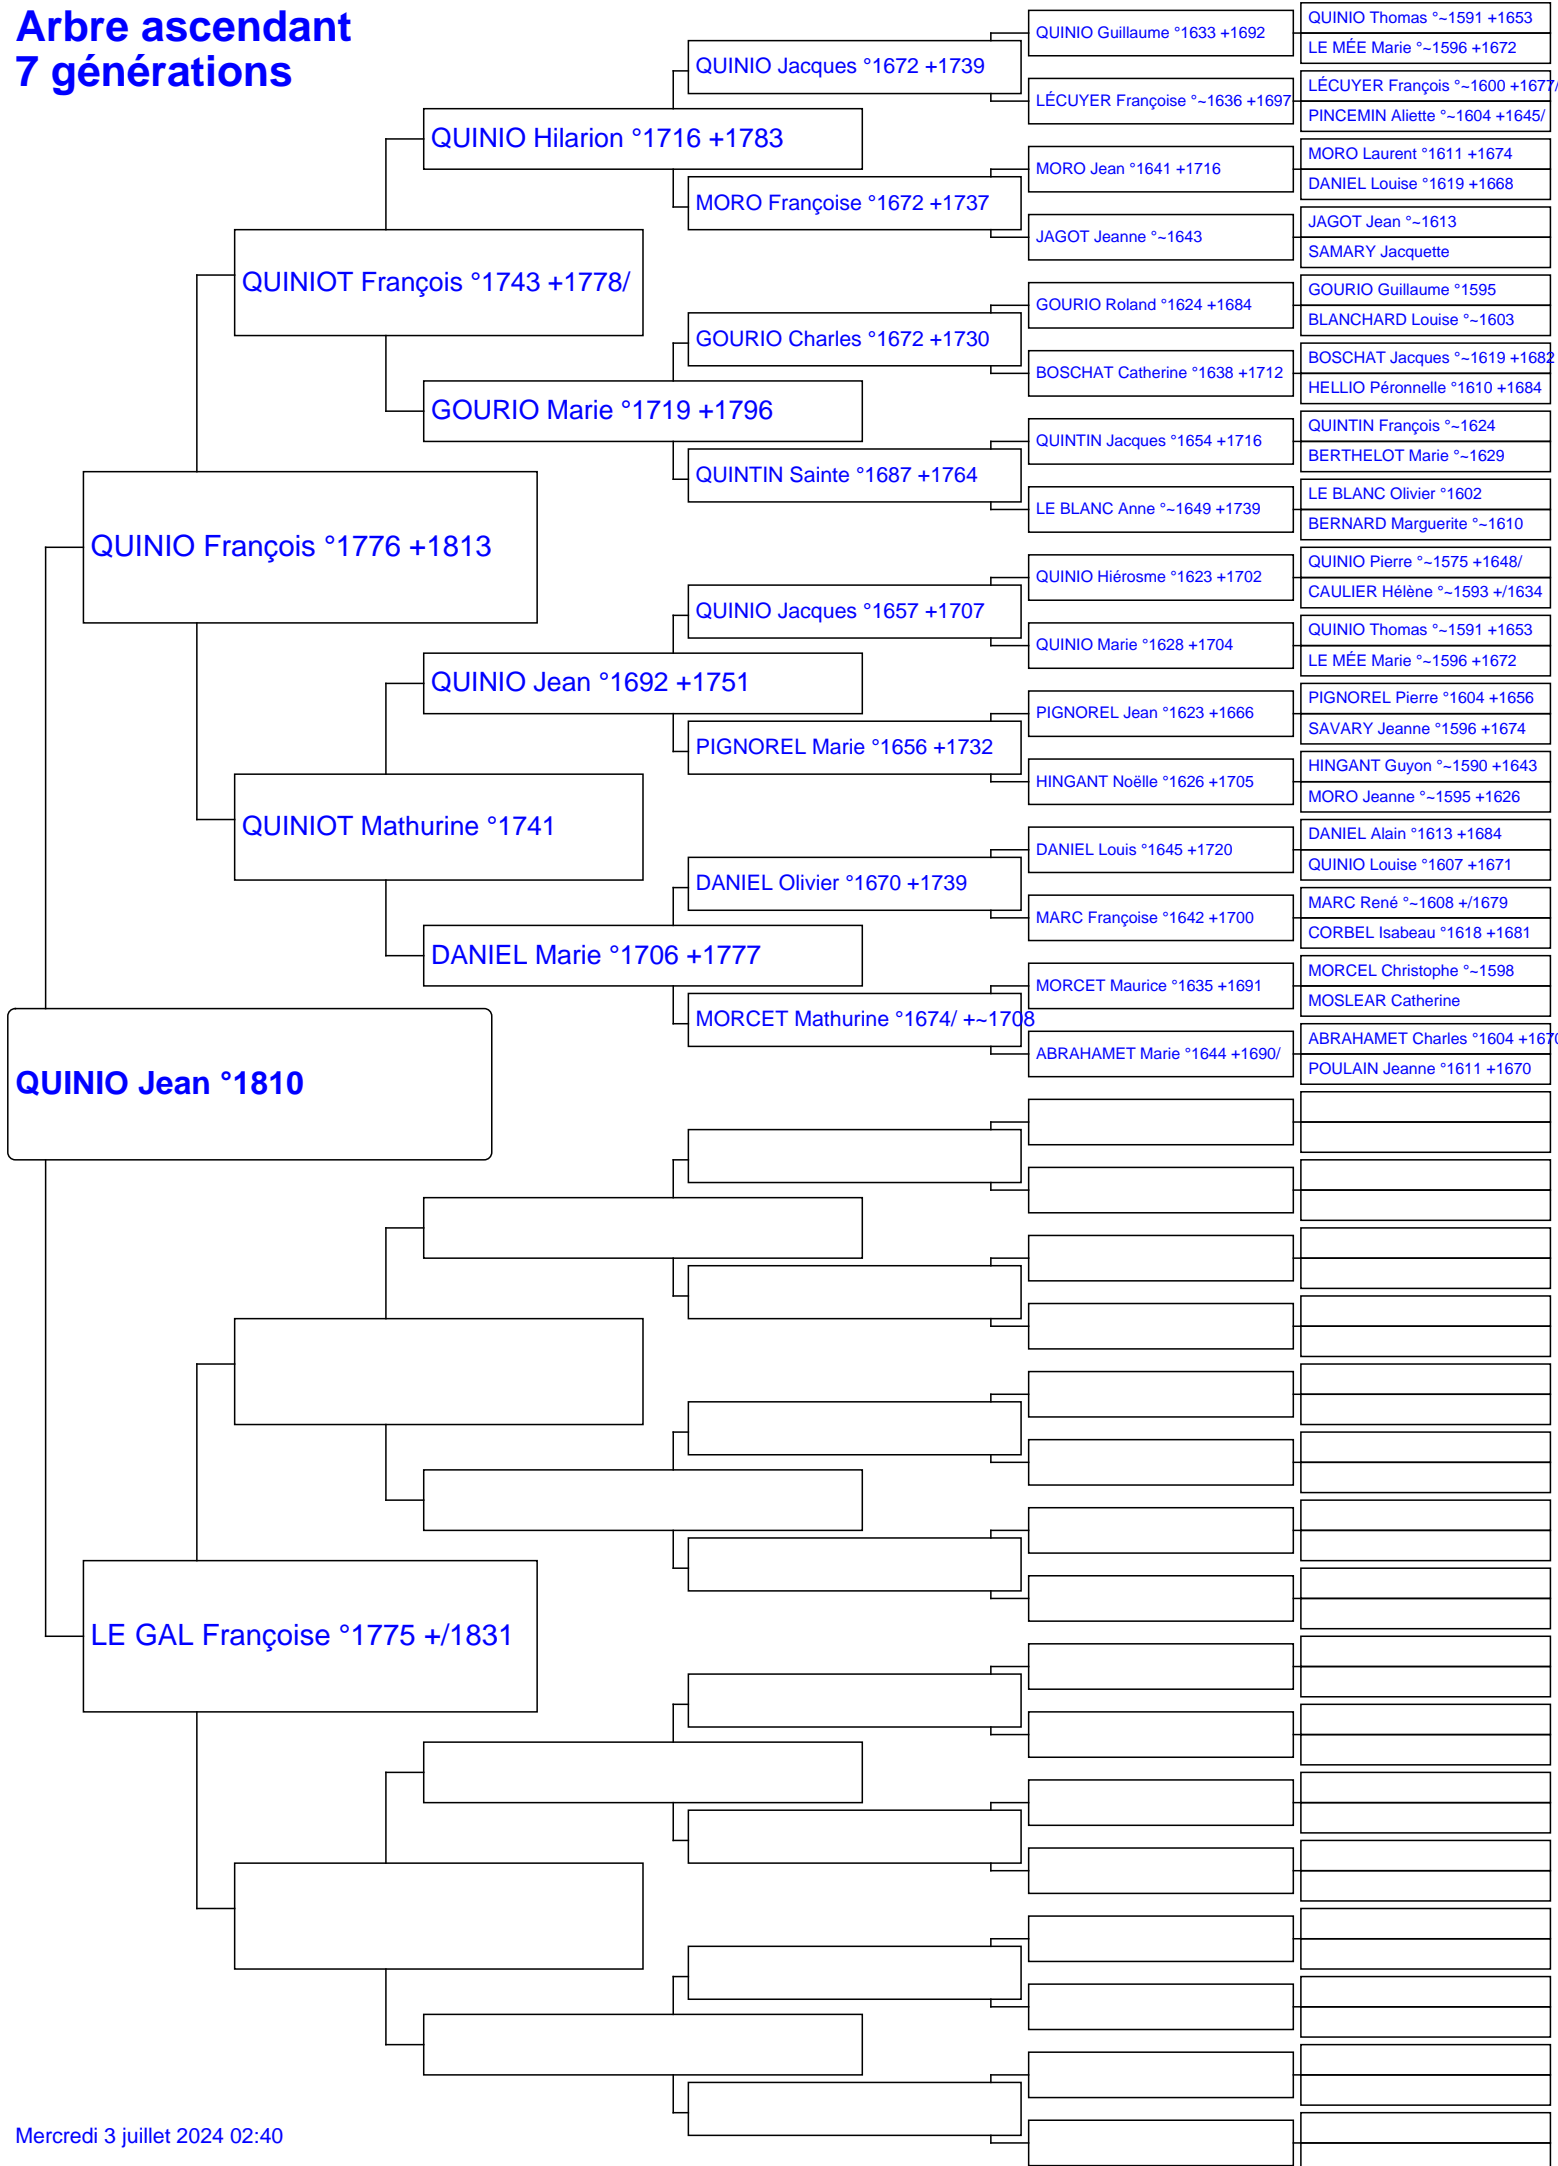 Arbre ascendant
7 générations
QUINIO Jean °1810
QUINIO François °1776 +1813
LE GAL Françoise °1775 +/1831
QUINIOT François °1743 +1778/
QUINIOT Mathurine °1741
QUINIO Hilarion °1716 +1783
GOURIO Marie °1719 +1796
QUINIO Jean °1692 +1751
DANIEL Marie °1706 +1777
QUINIO Jacques °1672 +1739
MORO Françoise °1672 +1737
GOURIO Charles °1672 +1730
QUINTIN Sainte °1687 +1764
QUINIO Jacques °1657 +1707
PIGNOREL Marie °1656 +1732
DANIEL Olivier °1670 +1739
MORCET Mathurine °1674/ +~1708
QUINIO Guillaume °1633 +1692
LÉCUYER Françoise °~1636 +1697
MORO Jean °1641 +1716
JAGOT Jeanne °~1643
GOURIO Roland °1624 +1684
BOSCHAT Catherine °1638 +1712
QUINTIN Jacques °1654 +1716
LE BLANC Anne °~1649 +1739
QUINIO Hiérosme °1623 +1702
QUINIO Marie °1628 +1704
PIGNOREL Jean °1623 +1666
HINGANT Noëlle °1626 +1705
DANIEL Louis °1645 +1720
MARC Françoise °1642 +1700
MORCET Maurice °1635 +1691
ABRAHAMET Marie °1644 +1690/
QUINIO Thomas °~1591 +1653
LE MÉE Marie °~1596 +1672
LÉCUYER François °~1600 +1677/
PINCEMIN Aliette °~1604 +1645/
MORO Laurent °1611 +1674
DANIEL Louise °1619 +1668
JAGOT Jean °~1613
SAMARY Jacquette
GOURIO Guillaume °1595
BLANCHARD Louise °~1603
BOSCHAT Jacques °~1619 +1682
HELLIO Péronnelle °1610 +1684
QUINTIN François °~1624
BERTHELOT Marie °~1629
LE BLANC Olivier °1602
BERNARD Marguerite °~1610
QUINIO Pierre °~1575 +1648/
CAULIER Hélène °~1593 +/1634
QUINIO Thomas °~1591 +1653
LE MÉE Marie °~1596 +1672
PIGNOREL Pierre °1604 +1656
SAVARY Jeanne °1596 +1674
HINGANT Guyon °~1590 +1643
MORO Jeanne °~1595 +1626
DANIEL Alain °1613 +1684
QUINIO Louise °1607 +1671
MARC René °~1608 +/1679
CORBEL Isabeau °1618 +1681
MORCEL Christophe °~1598
MOSLEAR Catherine
ABRAHAMET Charles °1604 +1670
POULAIN Jeanne °1611 +1670
Mercredi 3 juillet 2024 02:40